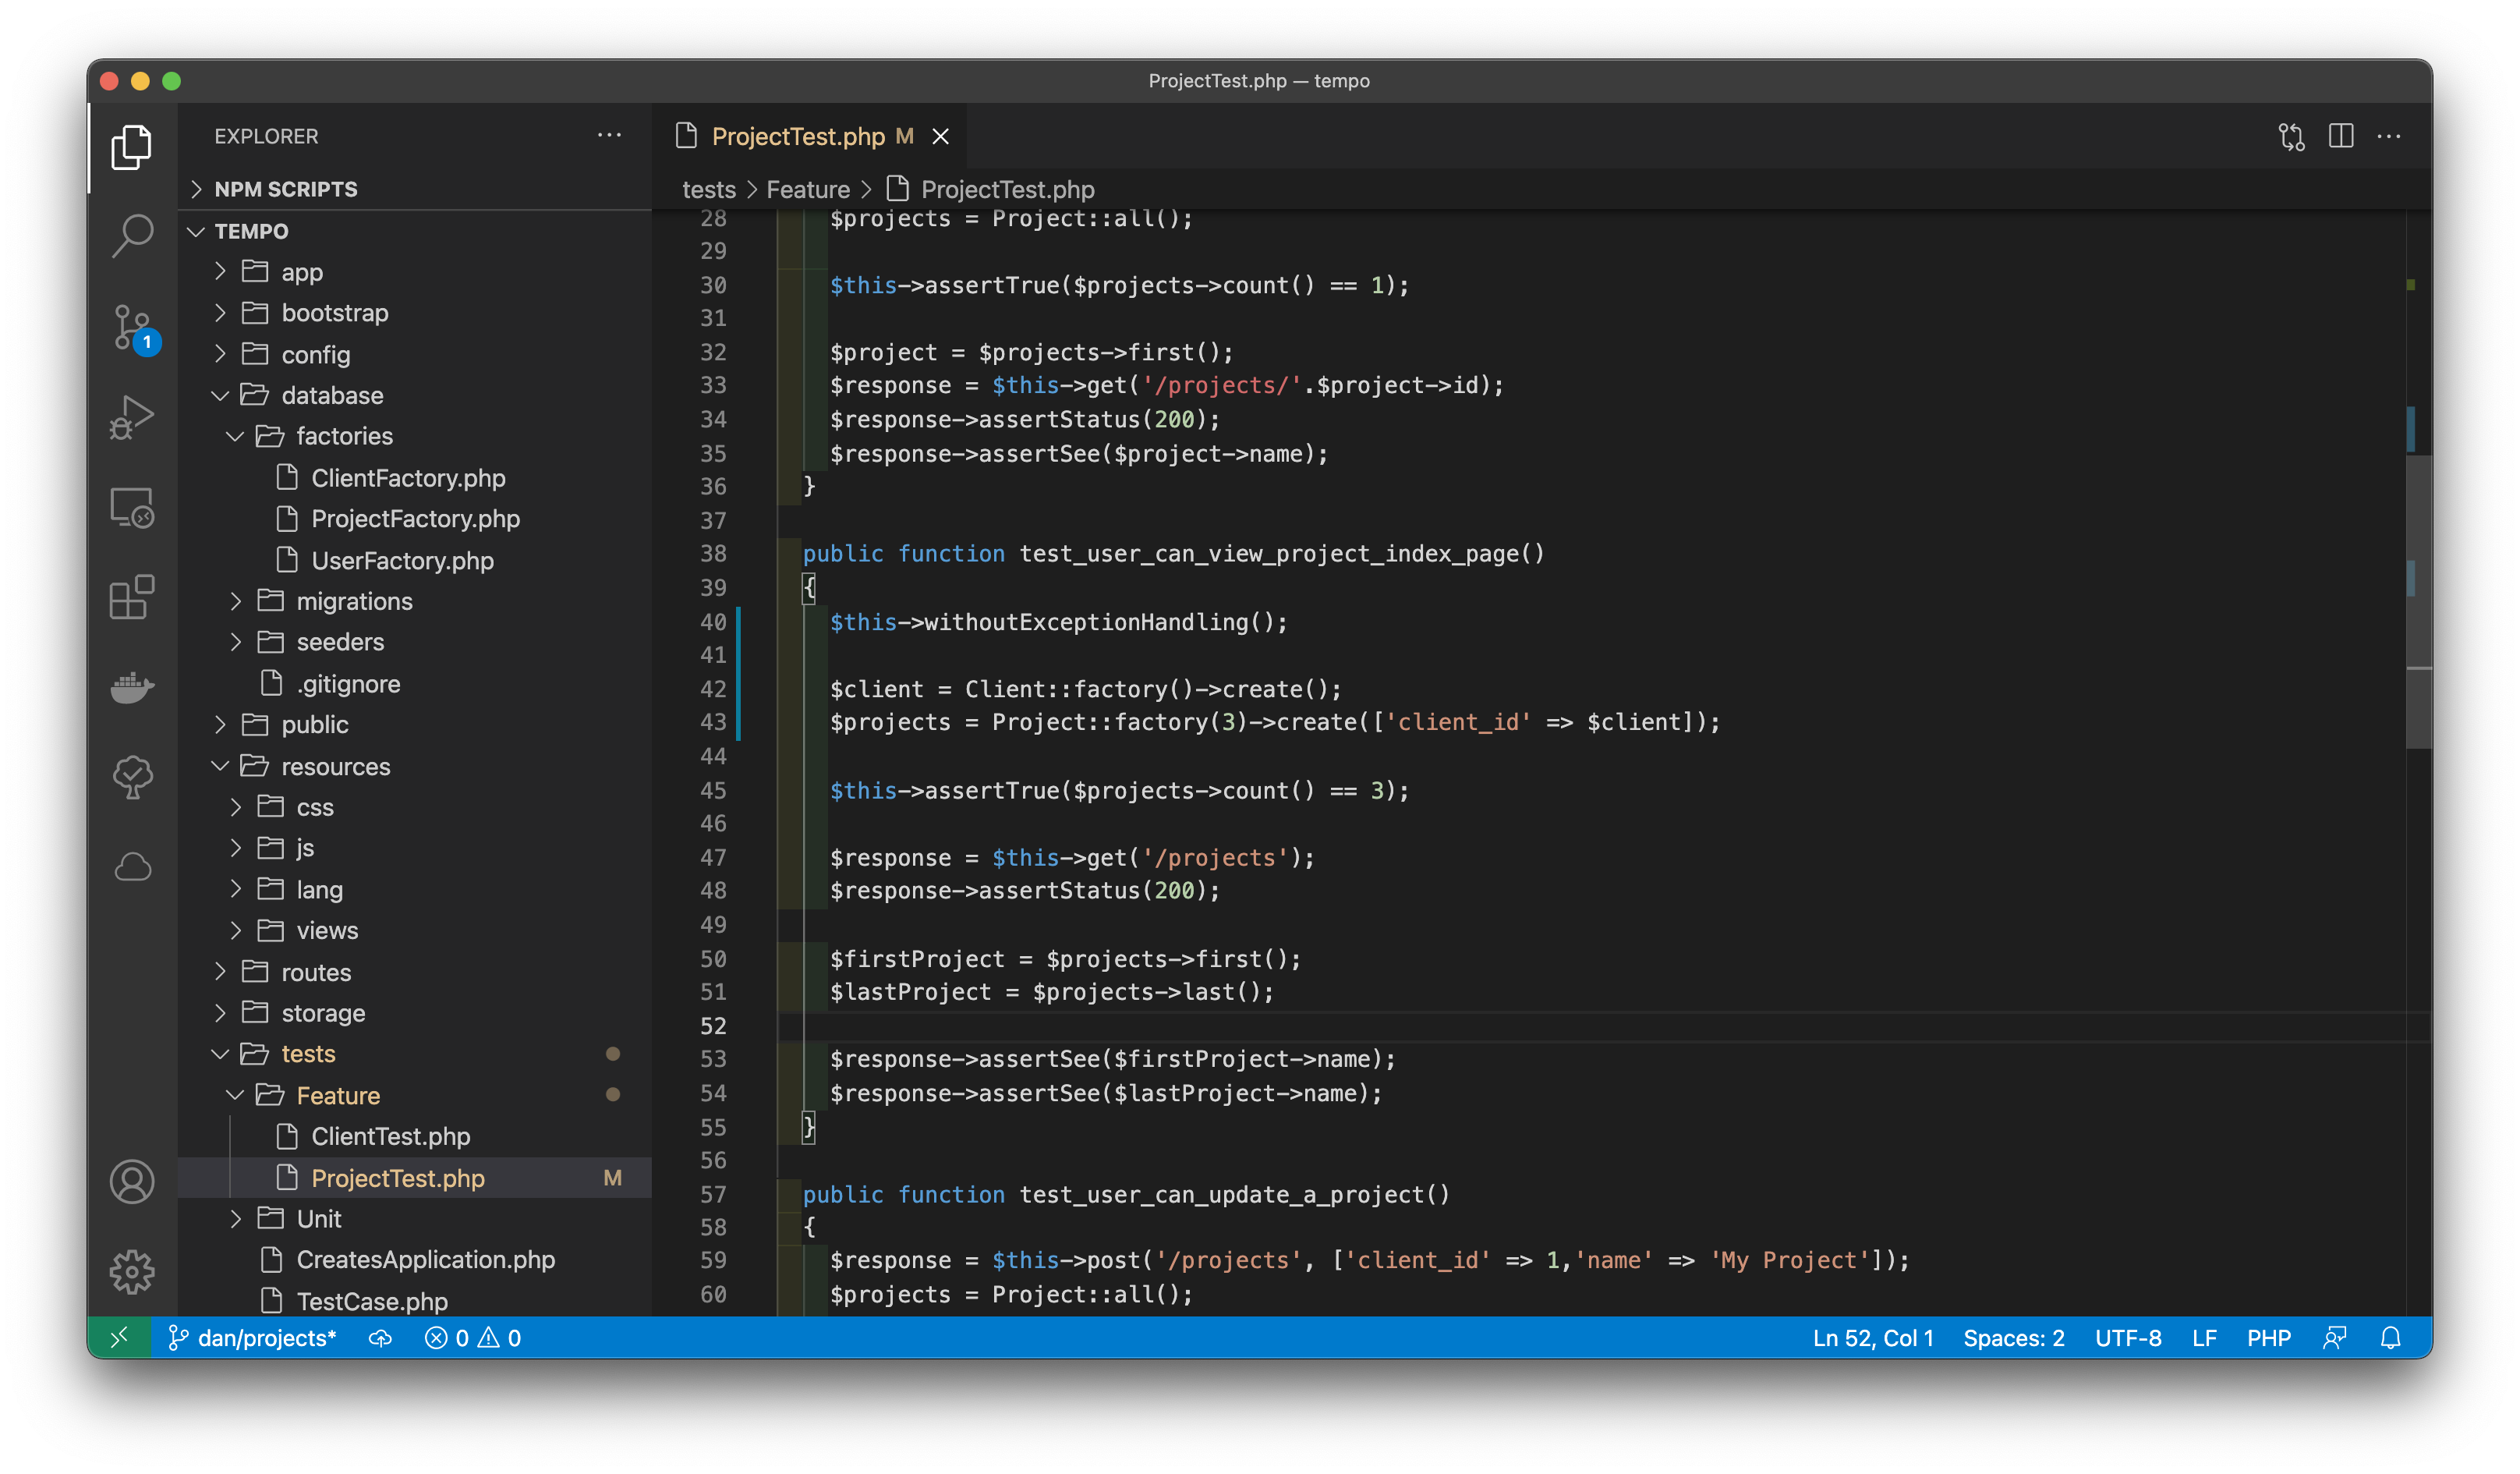 ProjectTest.php — tempo
EXPLORER
NPM SCRIPTS
TEMPO
app
bootstrap
config
database
factories
ClientFactory.php
ProjectFactory.php
UserFactory.php
migrations
seeders
.gitignore
public
resources
css
js
lang
views
routes
storage
tests
Feature
ClientTest.php
ProjectTest.php M
Unit
CreatesApplication.php
TestCase.php
1
ProjectTest.php M
tests > Feature > ProjectTest.php
28 $projects = Project::all();
29
30 $this->assertTrue($projects->count() == 1);
31
32 $project = $projects->first();
33 $response = $this->get('/projects/'.$project->id);
34 $response->assertStatus(200);
35 $response->assertSee($project->name);
36 }
37
38 public function test_user_can_view_project_index_page()
39 {
40 $this->withoutExceptionHandling();
41
42 $client = Client::factory()->create();
43 $projects = Project::factory(3)->create(['client_id' => $client]);
44
45 $this->assertTrue($projects->count() == 3);
46
47 $response = $this->get('/projects');
48 $response->assertStatus(200);
49
50 $firstProject = $projects->first();
51 $lastProject = $projects->last();
52
53 $response->assertSee($firstProject->name);
54 $response->assertSee($lastProject->name);
55 }
56
57 public function test_user_can_update_a_project()
58 {
59 $response = $this->post('/projects', ['client_id' => 1,'name' => 'My Project']);
60 $projects = Project::all();
dan/projects* 0 0 Ln 52, Col 1 Spaces: 2 UTF-8 LF PHP